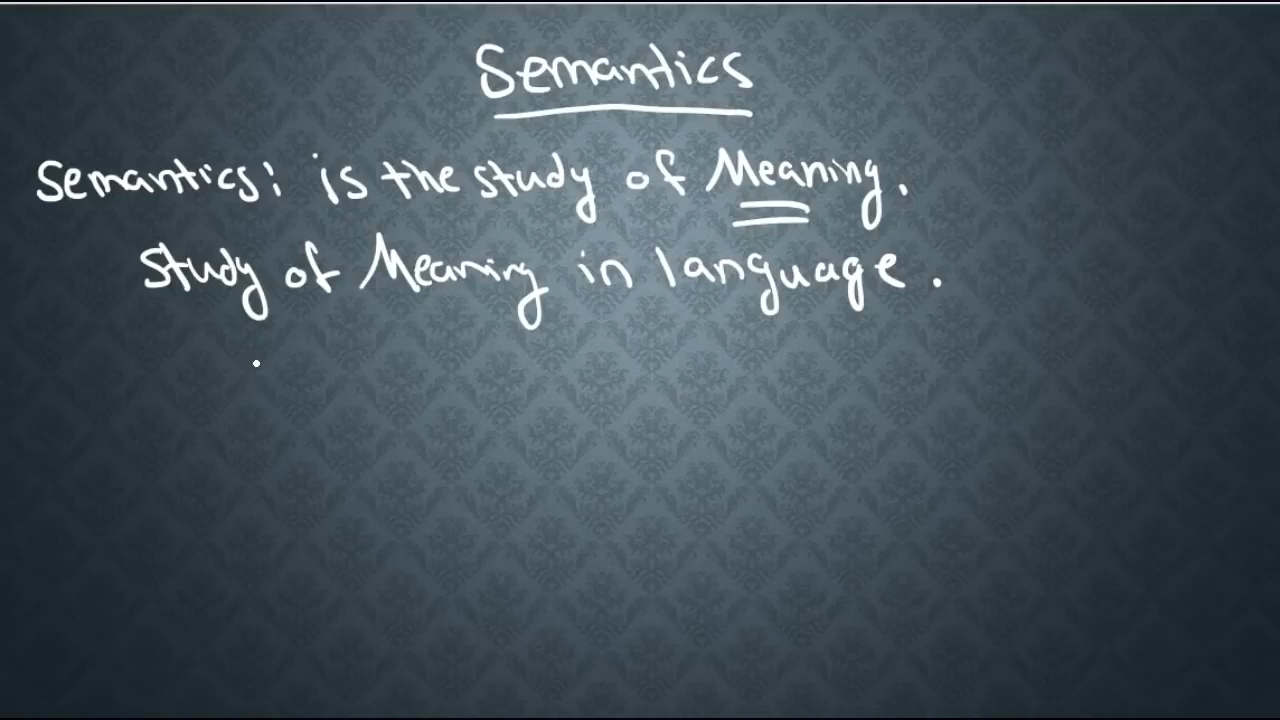 Semantics
Semantics: is the study of Meaning.
Study of Meaning in language.